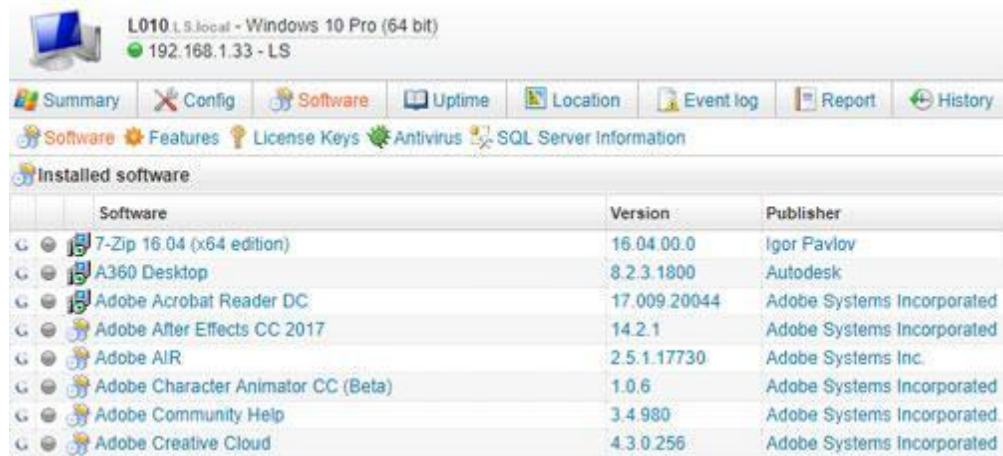 L010.LS.local - Windows 10 Pro (64 bit)
192.168.1.33 - LS
Summary Config Software Uptime Location Event log Report History
Software Features License Keys Antivirus SQL Server Information
Installed software
Software Version Publisher
G 7-Zip 16.04 (x64 edition) 16.04.00.0 Igor Pavlov
G A360 Desktop 8.2.3.1800 Autodesk
G Adobe Acrobat Reader DC 17.009.20044 Adobe Systems Incorporated
G Adobe After Effects CC 2017 14.2.1 Adobe Systems Incorporated
G Adobe AIR 2.5.1.17730 Adobe Systems Inc.
G Adobe Character Animator CC (Beta) 1.0.6 Adobe Systems Incorporated
G Adobe Community Help 3.4.980 Adobe Systems Incorporated.
G Adobe Creative Cloud 4.3.0.256 Adobe Systems Incorporated